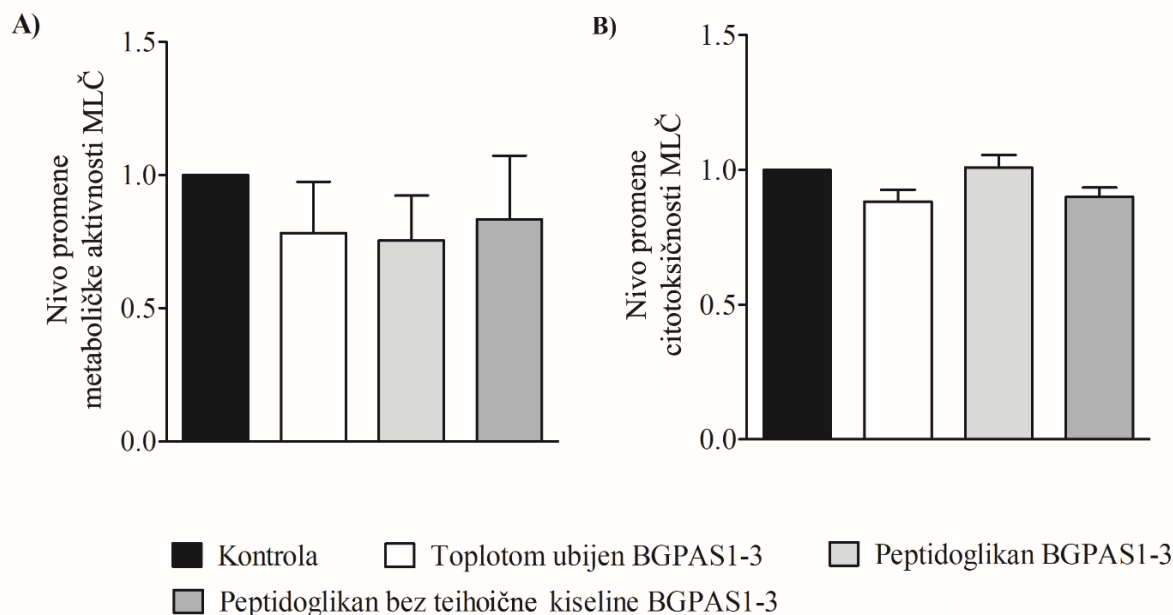 A)
Nivo promene
metaboličke aktivnosti MLČ
1.5
1.0
0.5
0.0
B)
Nivo promene
citotoksičnosti MLČ
1.5
1.0
0.5
0.0
Kontrola
Toplotom ubijen BGPAS1-3
Peptidoglikan BGPAS1-3
Peptidoglikan bez teihoične kiseline BGPAS1-3